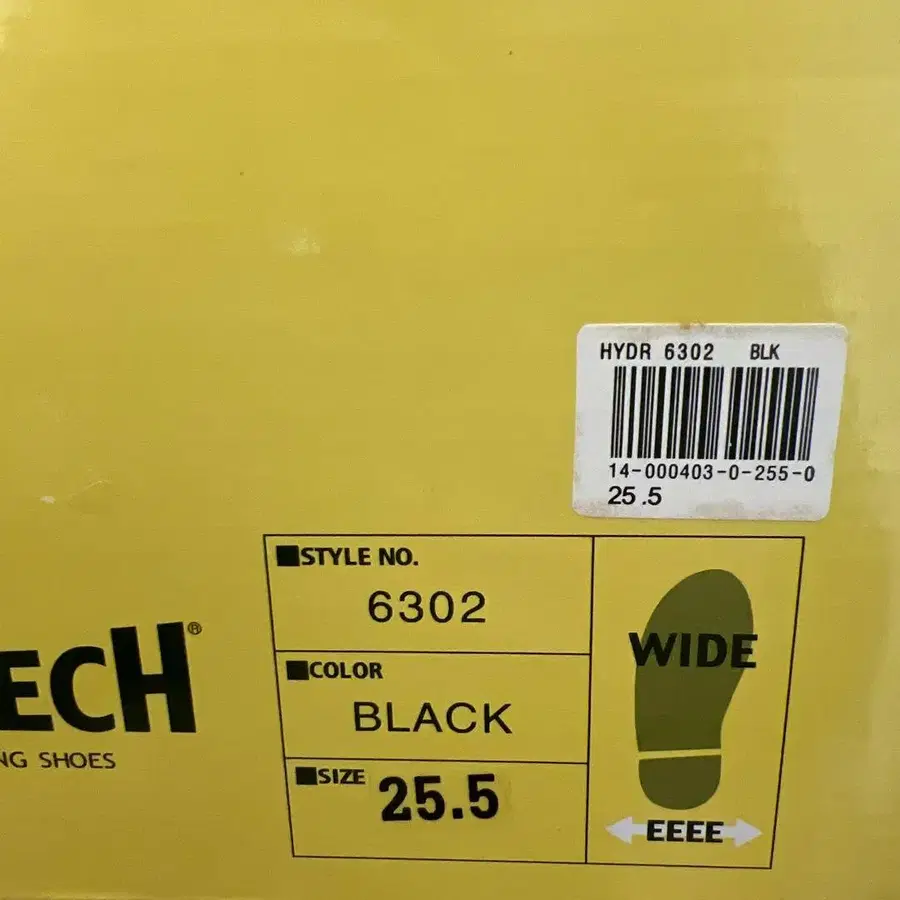 HYDR 6302 BLK
14-000403-0-255-0
25.5
■STYLE NO.
6302
■COLOR
BLACK
■SIZE 25.5
WIDE
EEEE
ECH®
NG SHOES